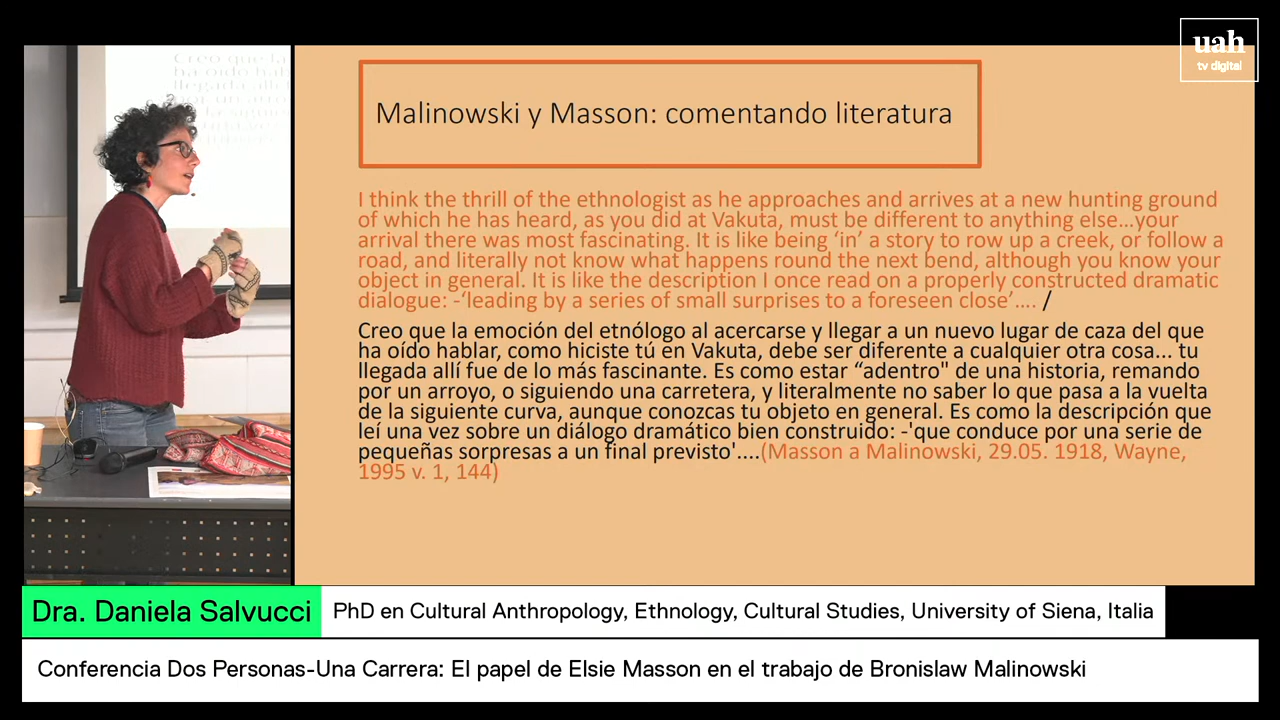 uah
tv digital
Creo que la
ha oído hab
Malinowski y Masson: comentando literatura
I think the thrill of the ethnologist as he approaches and arrives at a new hunting ground
of which he has heard, as you did at Vakuta, must be different to anything else...your
arrival there was most fascinating. It is like being ‘in’ a story to row up a creek, or follow a
road, and literally not know what happens round the next bend, although you know your
object in general. It is like the description I once read on a properly constructed dramatic
dialogue: -‘leading by a series of small surprises to a foreseen close’.... /
Creo que la emoción del etnólogo al acercarse y llegar a un nuevo lugar de caza del que
ha oído hablar, como hiciste tú en Vakuta, debe ser diferente a cualquier otra cosa... tu
llegada allí fue de lo más fascinante. Es como estar “adentro" de una historia, remando
por un arroyo, o siguiendo una carretera, y literalmente no saber lo que pasa a la vuelta
de la siguiente curva, aunque conozcas tu objeto en general. Es como la descripción que
leí una vez sobre un diálogo dramático bien construido: -'que conduce por una serie de
pequeñas sorpresas a un final previsto'....(Masson a Malinowski, 29.05. 1918, Wayne,
1995 v. 1, 144)
Dra. Daniela Salvucci
PhD en Cultural Anthropology, Ethnology, Cultural Studies, University of Siena, Italia
Conferencia Dos Personas-Una Carrera: El papel de Elsie Masson en el trabajo de Bronislaw Malinowski